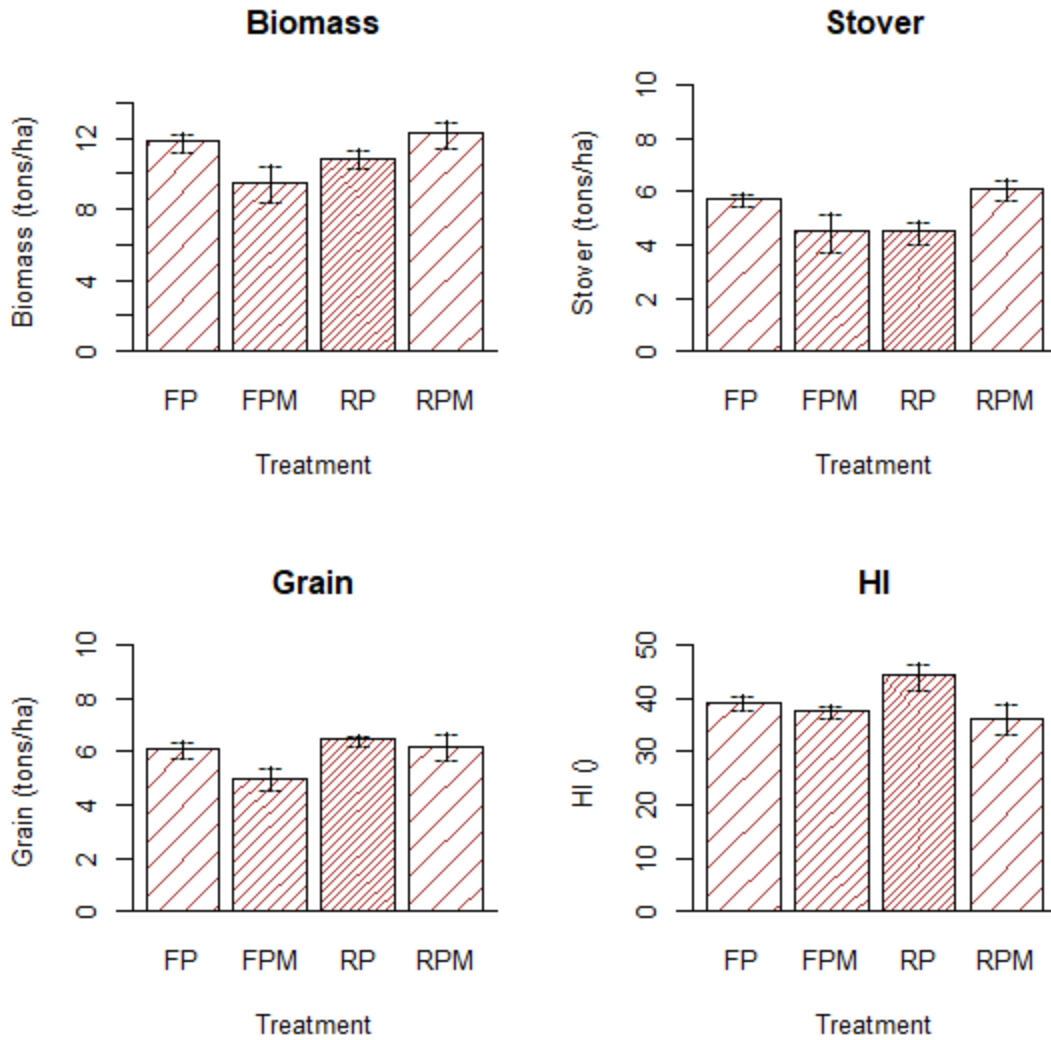 Biomass
Biomass (tons/ha)
12
8
4
0
FP FPM RP RPM
Treatment
Stover
Stover (tons/ha)
10
8
6
4
2
0
FP FPM RP RPM
Treatment
Grain
Grain (tons/ha)
10
8
6
4
2
0
FP FPM RP RPM
Treatment
HI
HI ()
50
40
30
20
10
0
FP FPM RP RPM
Treatment